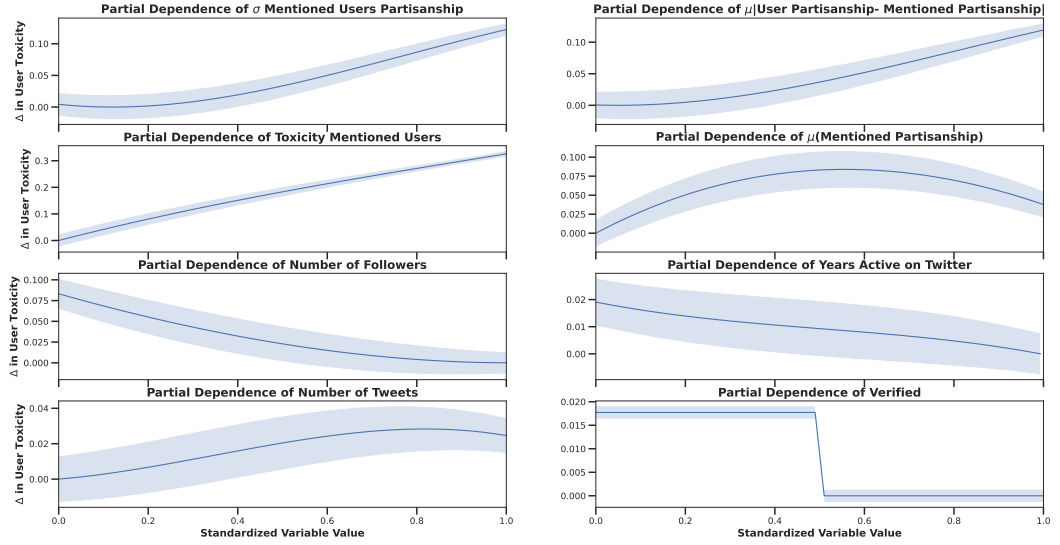 Partial Dependence of σ Mentioned Users Partisanship
Δ in User Toxicity
0.10
0.05
0.00
Partial Dependence of μ|User Partisanship- Mentioned Partisanship|
0.10
0.05
0.00
Partial Dependence of Toxicity Mentioned Users
Δ in User Toxicity
0.3
0.2
0.1
0.0
Partial Dependence of μ(Mentioned Partisanship)
0.100
0.075
0.050
0.025
0.000
Partial Dependence of Number of Followers
Δ in User Toxicity
0.100
0.075
0.050
0.025
0.000
Partial Dependence of Years Active on Twitter
0.02
0.01
0.00
Partial Dependence of Number of Tweets
Δ in User Toxicity
0.04
0.02
0.00
0.0 0.2 0.4 0.6 0.8 1.0
Standardized Variable Value
Partial Dependence of Verified
0.020
0.015
0.010
0.005
0.000
0.0 0.2 0.4 0.6 0.8 1.0
Standardized Variable Value